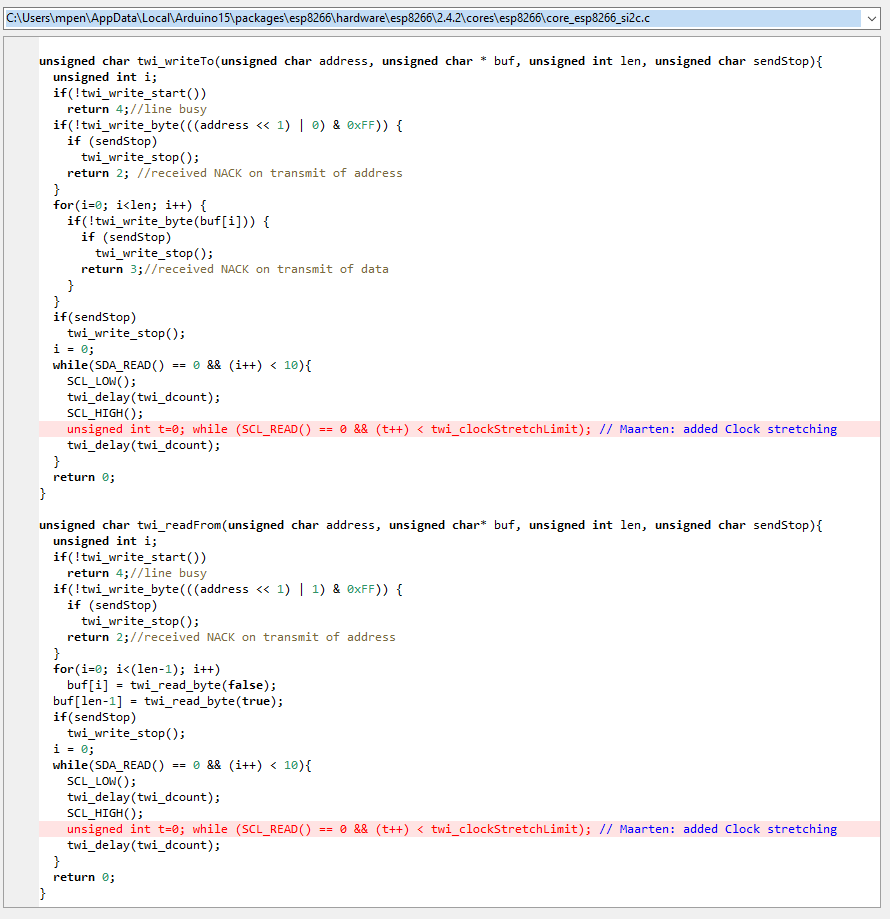 C:\Users\mpen\AppData\Local\Arduino15\packages\esp8266\hardware\esp8266\2.4.2\cores\esp8266\core_esp8266_si2c.c
unsigned char twi_writeTo(unsigned char address, unsigned char * buf, unsigned int len, unsigned char sendStop){
  unsigned int i;
  if(!twi_write_start())
    return 4;//line busy
  if(!twi_write_byte(((address << 1) | 0) & 0xFF)) {
    if (sendStop)
      twi_write_stop();
    return 2; //received NACK on transmit of address
  }
  for(i=0; i<len; i++) {
    if(!twi_write_byte(buf[i])) {
      if (sendStop)
        twi_write_stop();
      return 3;//received NACK on transmit of data
    }
  }
  if(sendStop)
    twi_write_stop();
  i = 0;
  while(SDA_READ() == 0 && (i++) < 10){
    SCL_LOW();
    twi_delay(twi_dcount);
    SCL_HIGH();
    unsigned int t=0; while (SCL_READ() == 0 && (t++) < twi_clockStretchLimit); // Maarten: added Clock stretching
    twi_delay(twi_dcount);
  }
  return 0;
}
unsigned char twi_readFrom(unsigned char address, unsigned char* buf, unsigned int len, unsigned char sendStop){
  unsigned int i;
  if(!twi_write_start())
    return 4;//line busy
  if(!twi_write_byte(((address << 1) | 1) & 0xFF)) {
    if (sendStop)
      twi_write_stop();
    return 2;//received NACK on transmit of address
  }
  for(i=0; i<(len-1); i++)
    buf[i] = twi_read_byte(false);
  buf[len-1] = twi_read_byte(true);
  if(sendStop)
    twi_write_stop();
  i = 0;
  while(SDA_READ() == 0 && (i++) < 10){
    SCL_LOW();
    twi_delay(twi_dcount);
    SCL_HIGH();
    unsigned int t=0; while (SCL_READ() == 0 && (t++) < twi_clockStretchLimit); // Maarten: added Clock stretching
    twi_delay(twi_dcount);
  }
  return 0;
}